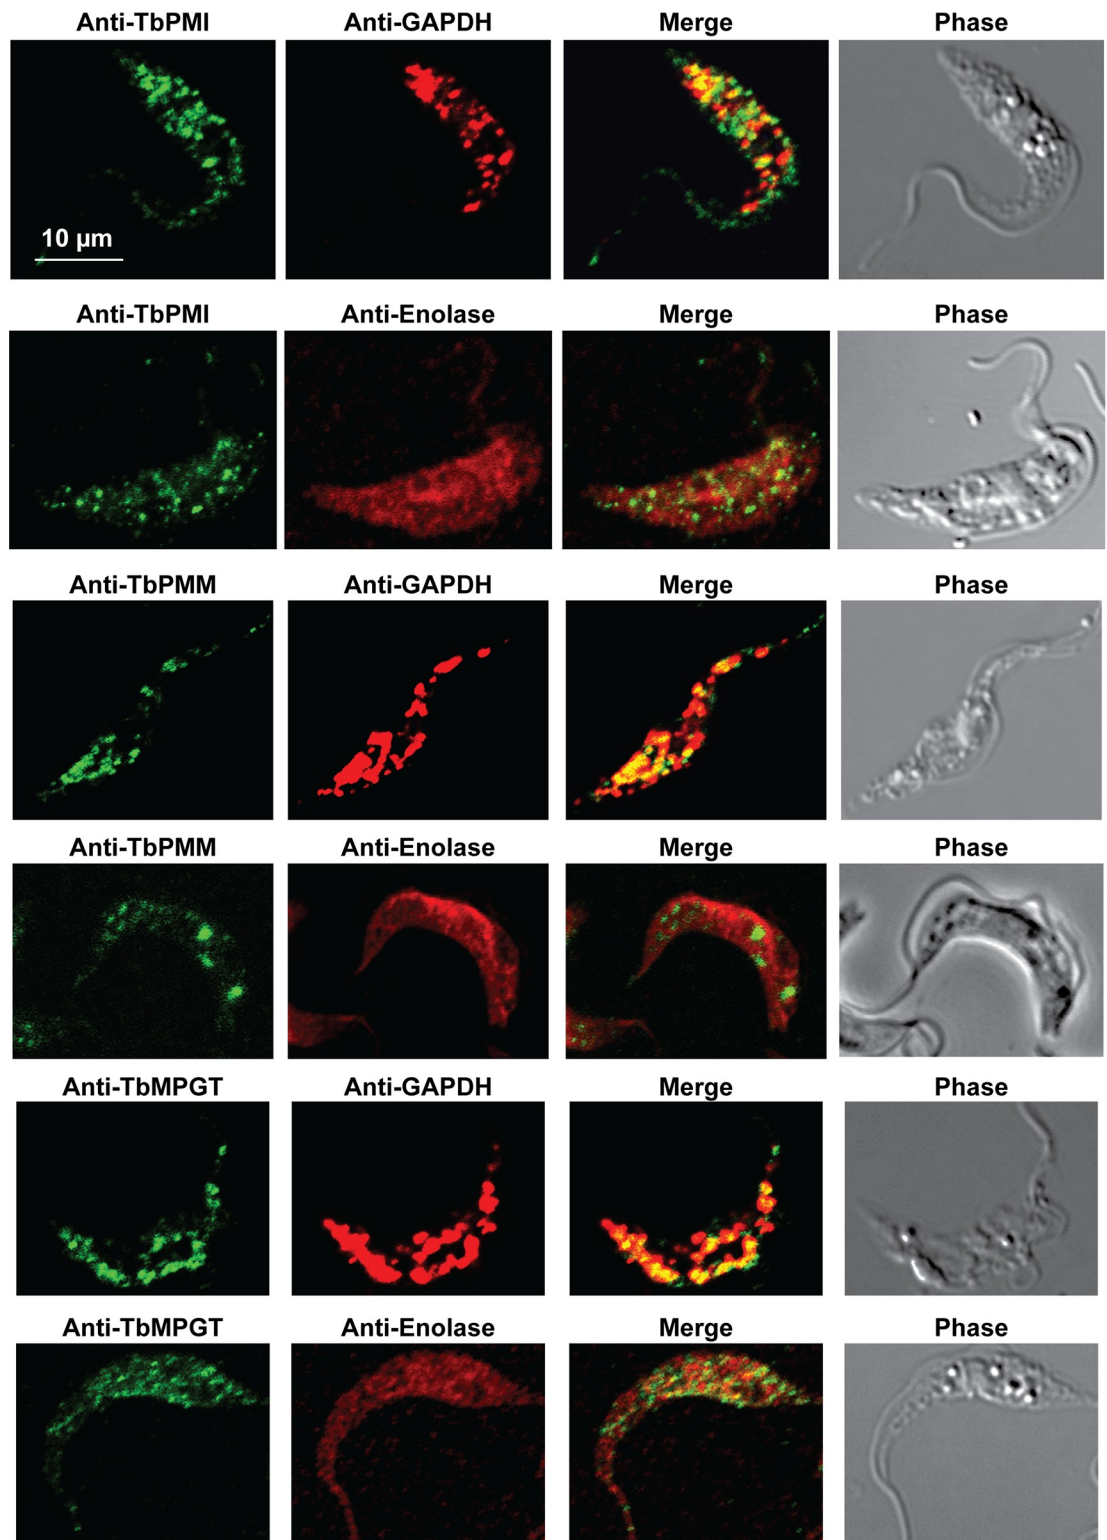 Anti-TbPMI Anti-GAPDH Merge Phase
10 µm
Anti-TbPMI Anti-Enolase Merge Phase
Anti-TbPMM Anti-GAPDH Merge Phase
Anti-TbPMM Anti-Enolase Merge Phase
Anti-TbMPGT Anti-GAPDH Merge Phase
Anti-TbMPGT Anti-Enolase Merge Phase